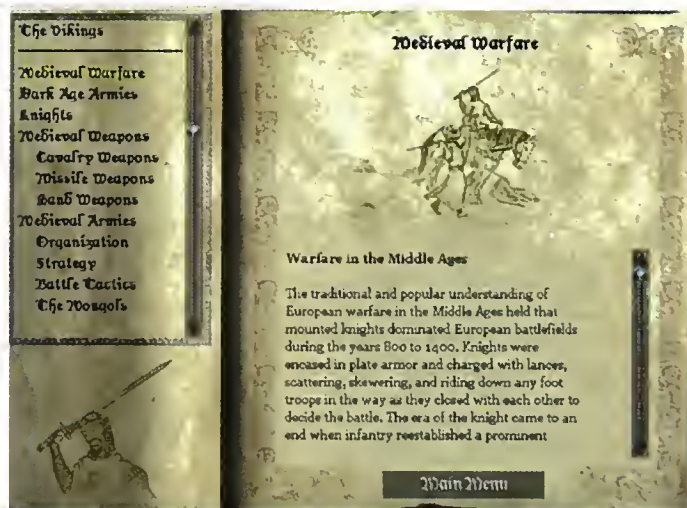 The Vikings
Medieval Warfare
Dark Age Armies
Knights
Medieval Weapons
Cavalry Weapons
Missile Weapons
Hand Weapons
Medieval Armies
Organization
Strategy
Battle Tactics
The Mongols
Medieval Warfare
Warfare in the Middle Ages
The traditional and popular understanding of
European warfare in the Middle Ages held that
mounted knights dominated European battlefields
during the years 800 to 1400. Knights were
encased in plate armor and charged with lances,
scattering, skewering, and riding down any foot
troops in the way as they closed with each other to
decide the battle. The era of the knight came to an
end when infantry reestablished a prominent
Main Menu